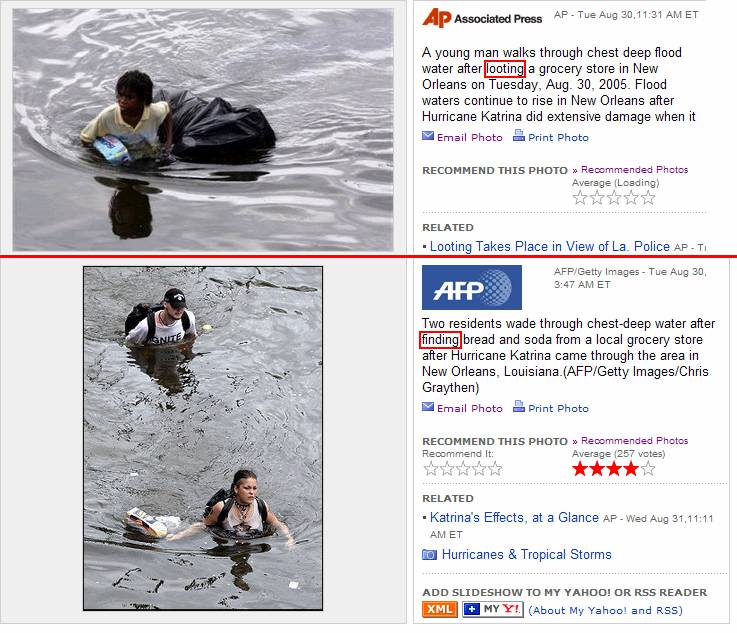 AP Associated Press AP - Tue Aug 30,11:31 AM ET
A young man walks through chest deep flood
water after looting a grocery store in New
Orleans on Tuesday, Aug. 30, 2005. Flood
waters continue to rise in New Orleans after
Hurricane Katrina did extensive damage when it
Email Photo Print Photo
RECOMMEND THIS PHOTO » Recommended Photos
Average (Loading)
RELATED
▪ Looting Takes Place in View of La. Police AP -
IGNITE
AFP AFP/Getty Images - Tue Aug 30,
3:47 AM ET
Two residents wade through chest-deep water after
finding bread and soda from a local grocery store
after Hurricane Katrina came through the area in
New Orleans, Louisiana.(AFP/Getty Images/Chris
Graythen)
Email Photo Print Photo
RECOMMEND THIS PHOTO » Recommended Photos
Recommend It: Average (257 votes)
RELATED
▪ Katrina's Effects, at a Glance AP - Wed Aug 31,11:11
AM ET
Hurricanes & Tropical Storms
ADD SLIDESHOW TO MY YAHOO! OR RSS READER
XML + MY Y! (About My Yahoo! and RSS)